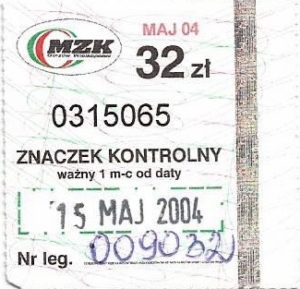 MAJ 04
MZK
32 zł
0315065
ZNACZEK KONTROLNY
ważny 1 m-c od daty
15 MAJ 2004
Nr leg. 009032